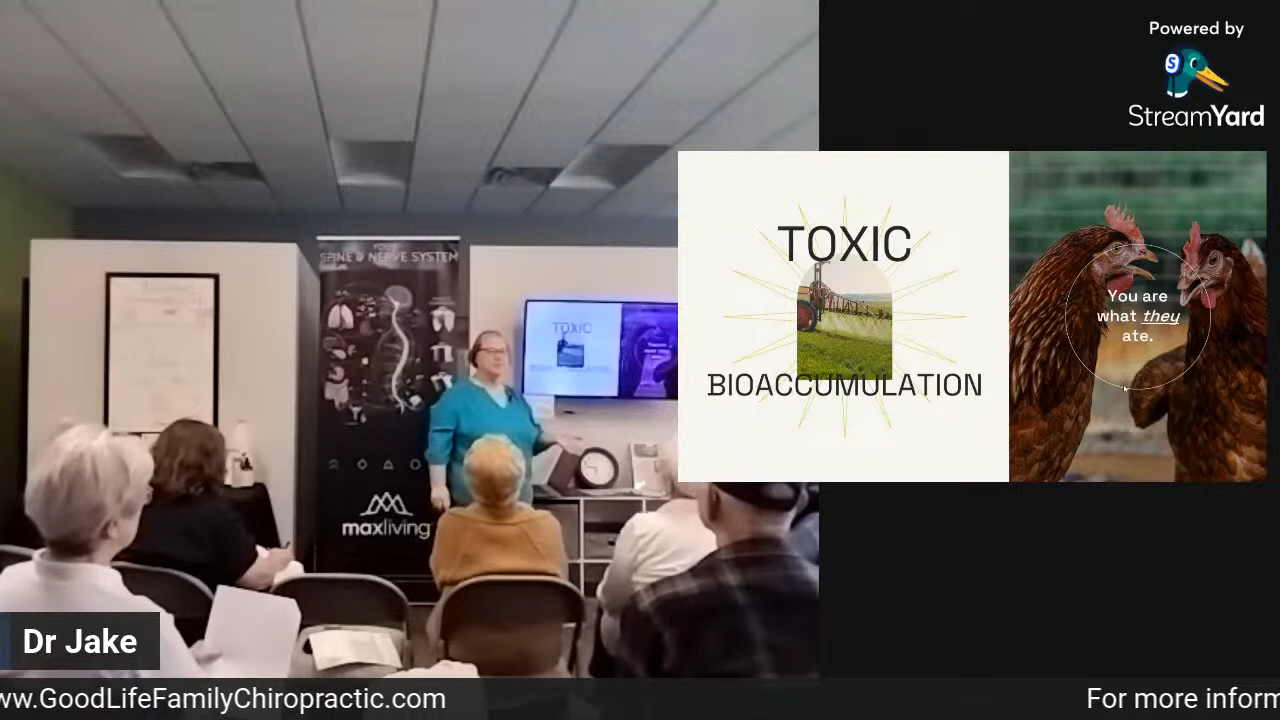 Powered by
StreamYard
TOXIC
BIOACCUMULATION
You are
what they
ate.
SPINE & NERVE SYSTEM
TOXIC
maxliving
Dr Jake
ww.GoodLifeFamilyChiropractic.com
For more inform